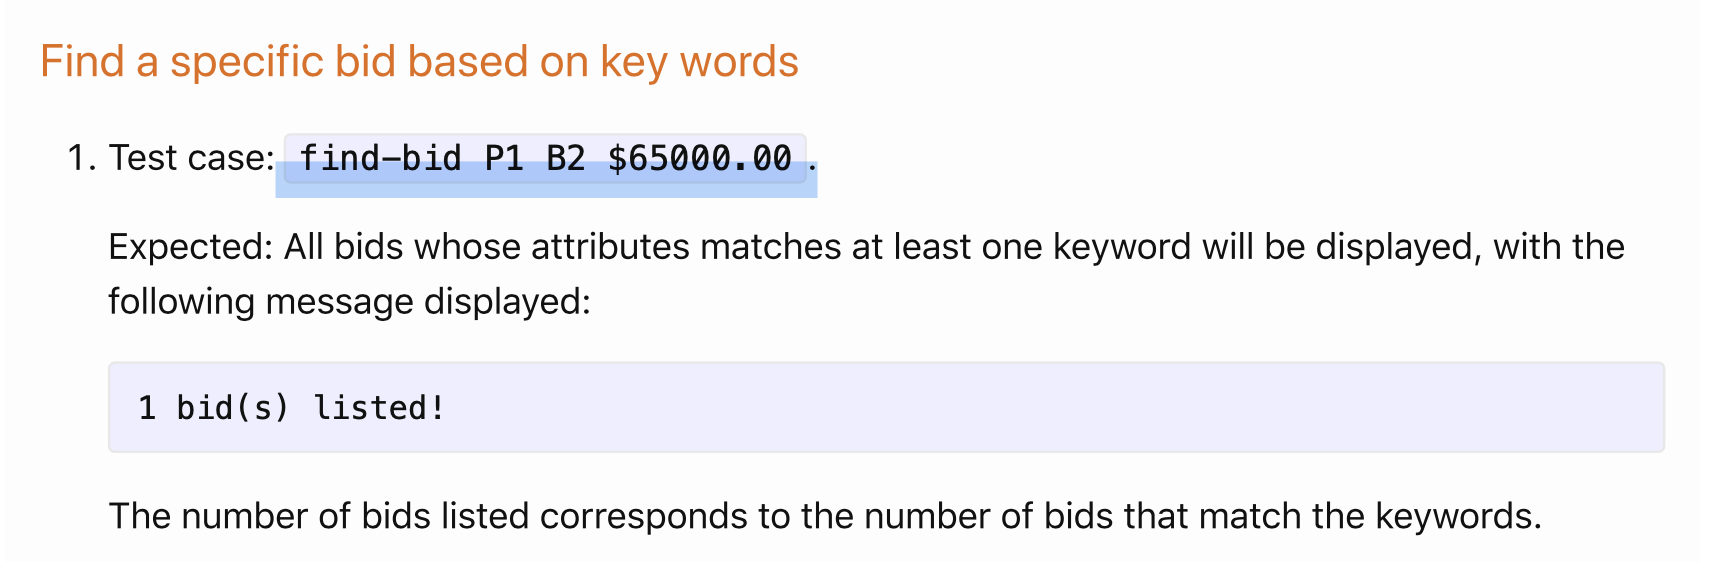 Find a specific bid based on key words
1. Test case: find-bid P1 B2 $65000.00 .
Expected: All bids whose attributes matches at least one keyword will be displayed, with the
following message displayed:
1 bid(s) listed!
The number of bids listed corresponds to the number of bids that match the keywords.